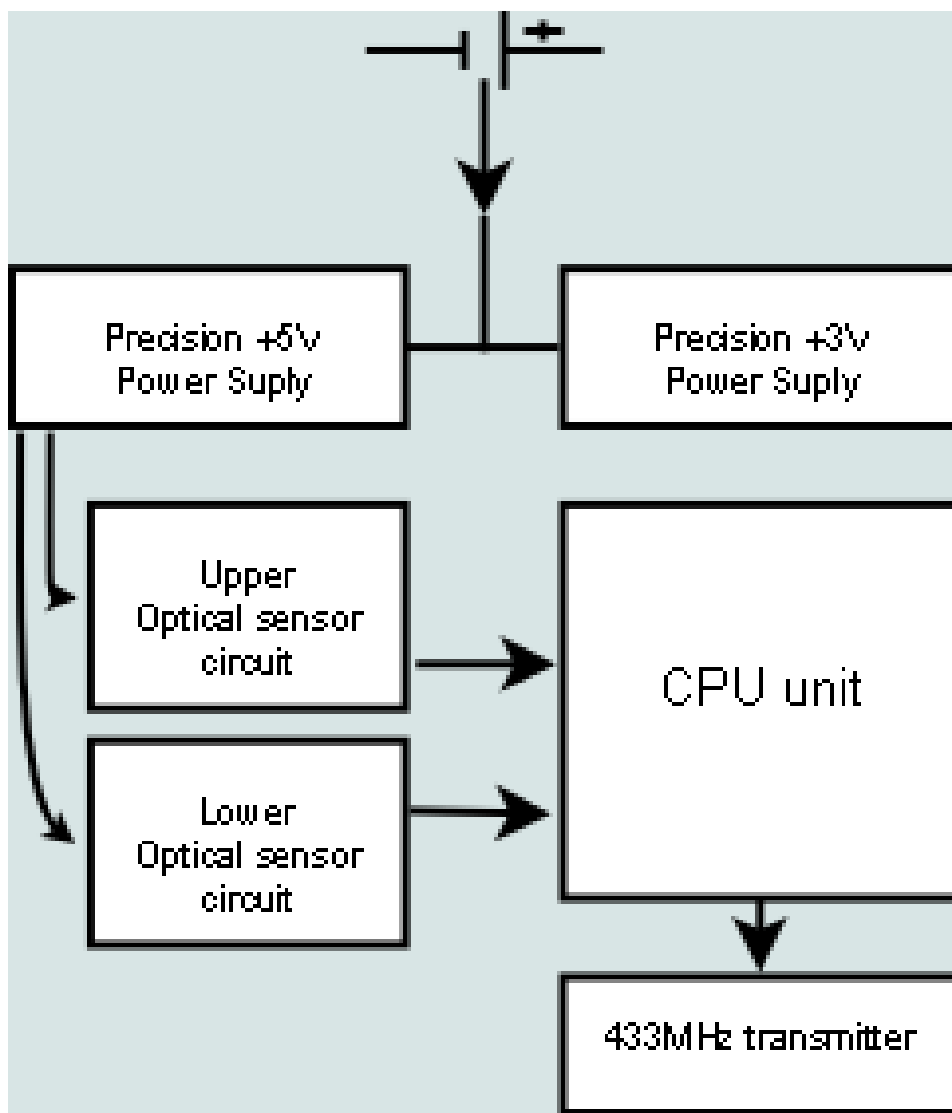 +
Precision +5V
Power Suply
Precision +3V
Power Suply
Upper
Optical sensor
circuit
CPU unit
Lower
Optical sensor
circuit
433MHz transmitter